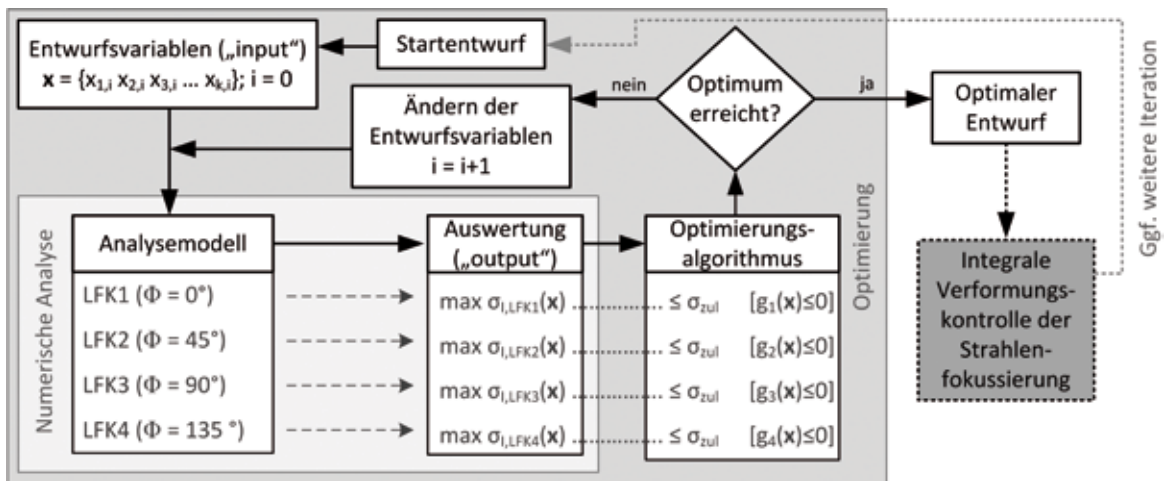 Entwurfsvariablen („input“)
x = {x1,i x2,i x3,i ... xk,i}; i = 0
Startentwurf
Ändern der
Entwurfsvariablen
i = i+1
nein
Optimum
erreicht?
ja
Optimaler
Entwurf
Ggf. weitere Iteration
Optimierung
Numerische Analyse
Analysemodell
Auswertung
(„output“)
Optimierungs-
algorithmus
LFK1 (Φ = 0°)
max σI,LFK1(x) ........... ≤ σzul [g1(x)≤0]
LFK2 (Φ = 45°)
max σI,LFK2(x) ........... ≤ σzul [g2(x)≤0]
LFK3 (Φ = 90°)
max σI,LFK3(x) ........... ≤ σzul [g3(x)≤0]
LFK4 (Φ = 135 °)
max σI,LFK4(x) ........... ≤ σzul [g4(x)≤0]
Integrale
Verformungs-
kontrolle der
Strahlen-
fokussierung